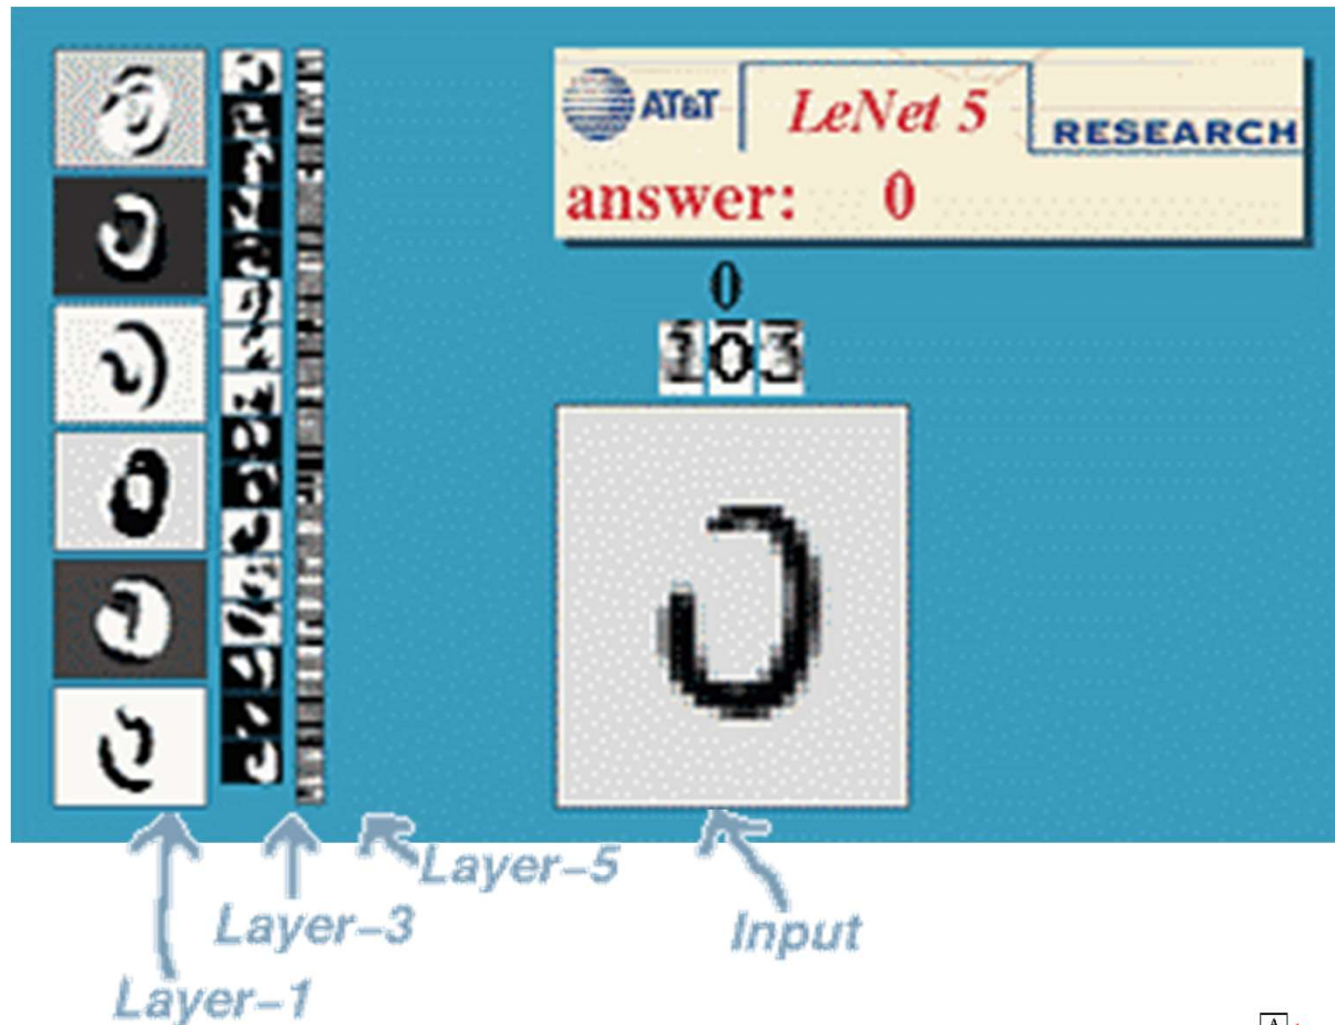 AT&T LeNet 5 RESEARCH
answer: 0
0
103
Layer-5
Layer-3
Input
Layer-1
A